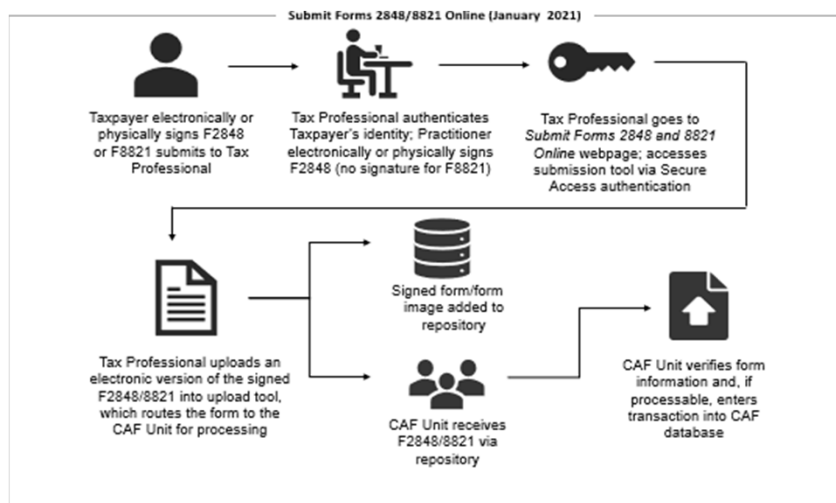 Submit Forms 2848/8821 Online (January 2021)
Taxpayer electronically or
physically signs F2848
or F8821 submits to Tax
Professional
Tax Professional authenticates
Taxpayer's identity; Practitioner
electronically or physically signs
F2848 (no signature for F8821)
Tax Professional goes to
Submit Forms 2848 and 8821
Online webpage; accesses
submission tool via Secure
Access authentication
Tax Professional uploads an
electronic version of the signed
F2848/8821 into upload tool,
which routes the form to the
CAF Unit for processing
Signed form/form
image added to
repository
CAF Unit receives
F2848/8821 via
repository
CAF Unit verifies form
information and, if
processable, enters
transaction into CAF
database